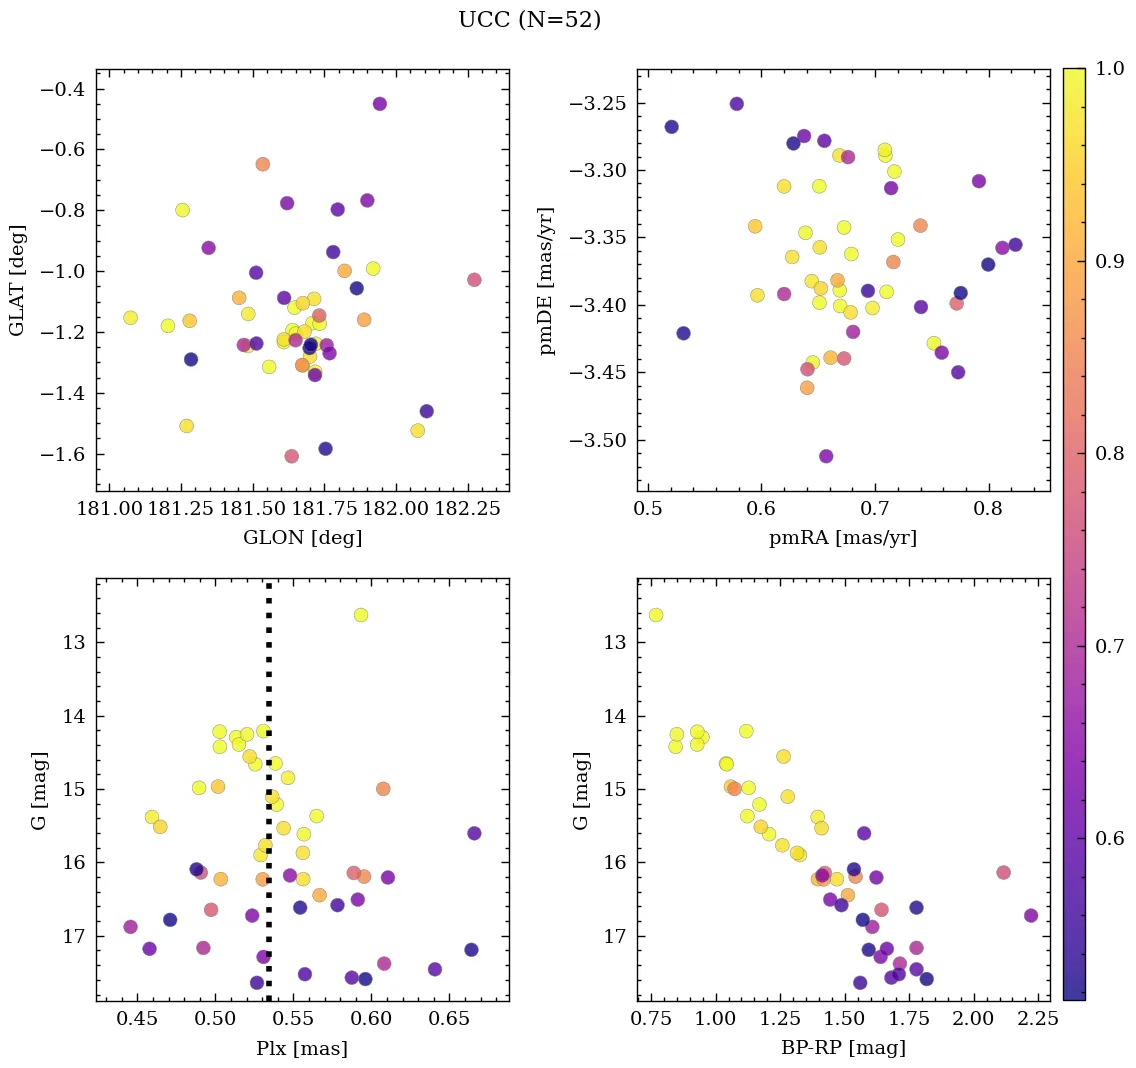 UCC (N=52)
−0.4
−0.6
−0.8
−1.0
−1.2
−1.4
−1.6
GLAT [deg]
181.00 181.25 181.50 181.75 182.00 182.25
GLON [deg]
−3.25
−3.30
−3.35
−3.40
−3.45
−3.50
pmDE [mas/yr]
0.5 0.6 0.7 0.8
pmRA [mas/yr]
1.0
0.9
0.8
0.7
0.6
13
14
15
16
17
G [mag]
0.45 0.50 0.55 0.60 0.65
Plx [mas]
13
14
15
16
17
G [mag]
0.75 1.00 1.25 1.50 1.75 2.00 2.25
BP-RP [mag]